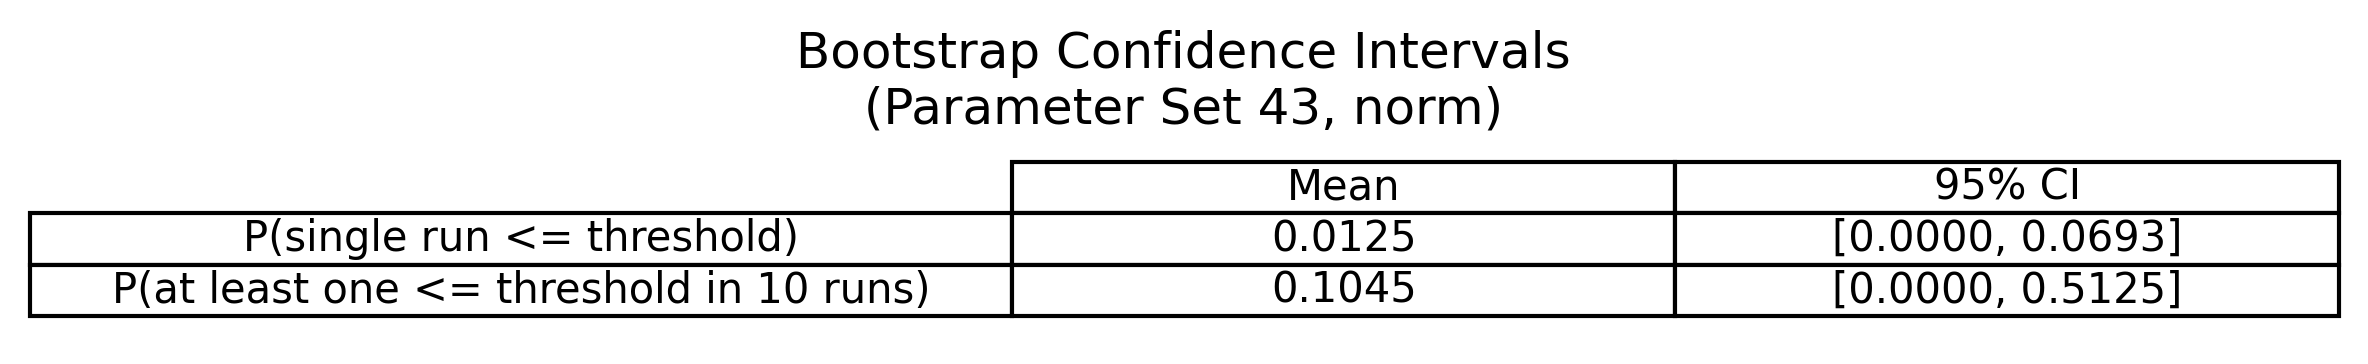 Bootstrap Confidence Intervals
(Parameter Set 43, norm)
Mean 95% CI
P(single run <= threshold) 0.0125 [0.0000, 0.0693]
P(at least one <= threshold in 10 runs) 0.1045 [0.0000, 0.5125]